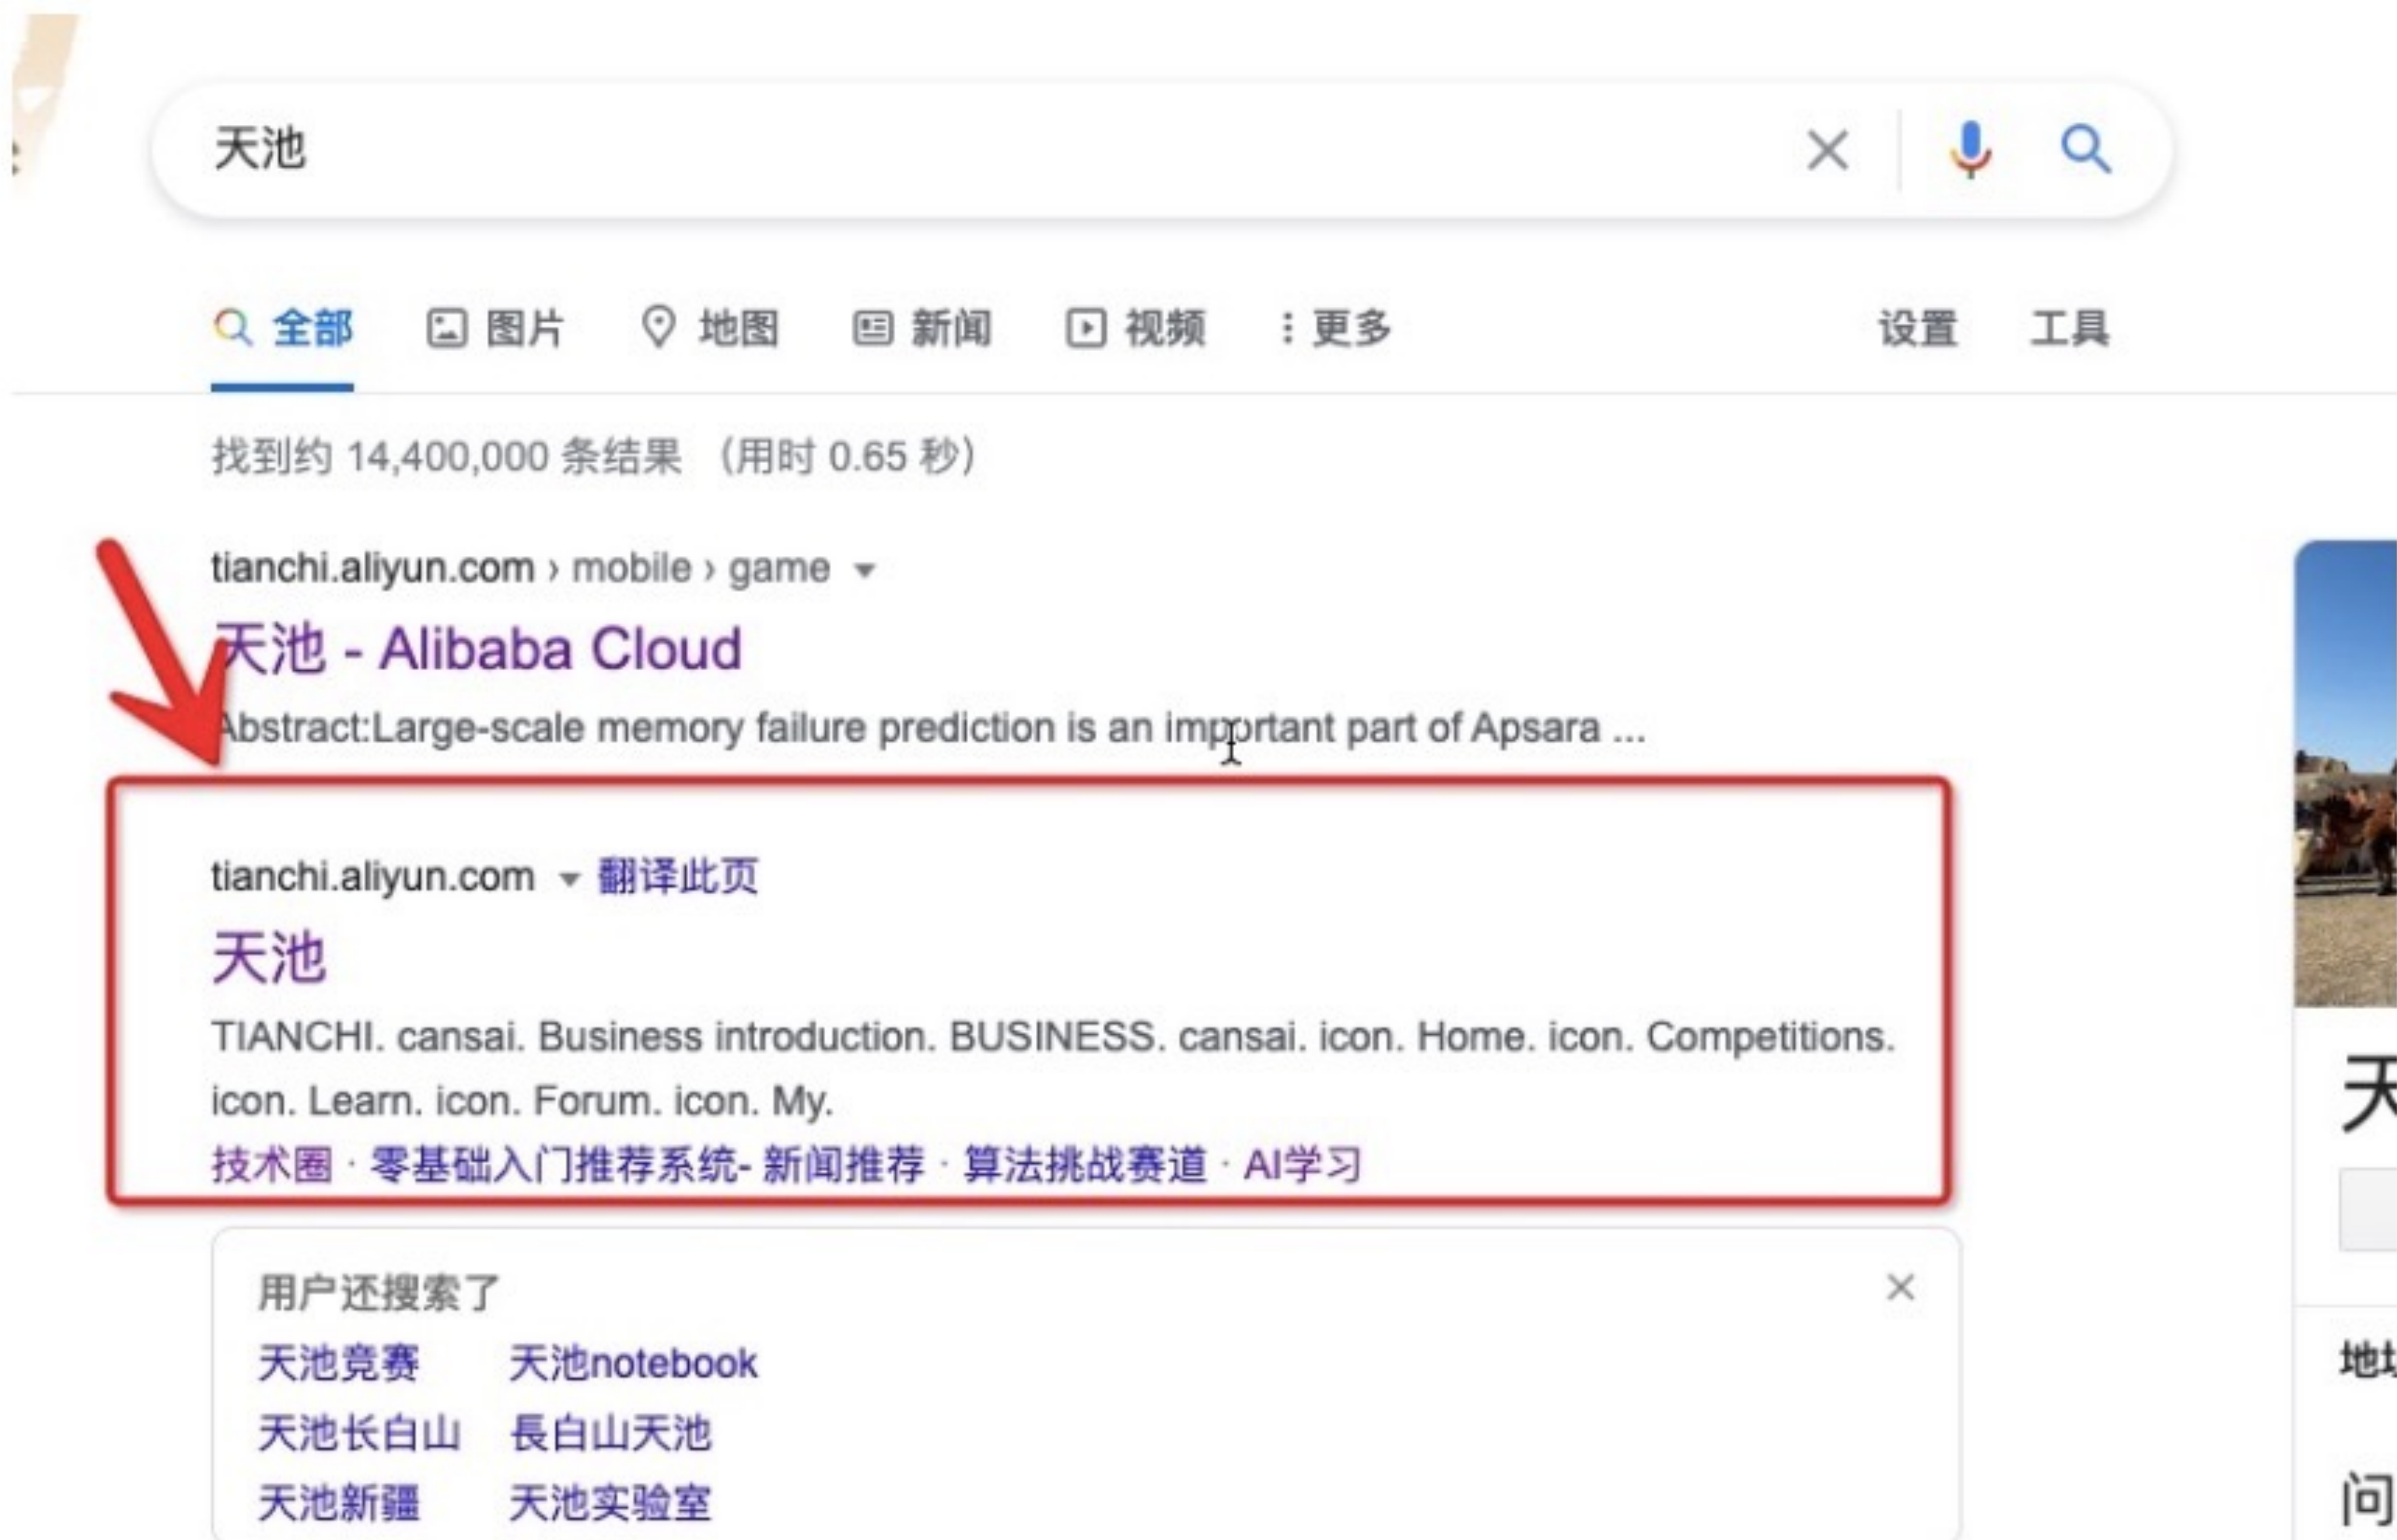 天池
全部 图片 地图 新闻 视频 更多 设置 工具
找到约 14,400,000 条结果 （用时 0.65 秒）
tianchi.aliyun.com › mobile › game
天池 - Alibaba Cloud
Abstract:Large-scale memory failure prediction is an important part of Apsara ...
tianchi.aliyun.com 翻译此页
天池
TIANCHI. cansai. Business introduction. BUSINESS. cansai. icon. Home. icon. Competitions.
icon. Learn. icon. Forum. icon. My.
技术圈 · 零基础入门推荐系统- 新闻推荐 · 算法挑战赛道 · AI学习
用户还搜索了
天池竞赛 天池notebook
天池长白山 長白山天池
天池新疆 天池实验室
天
地址
问